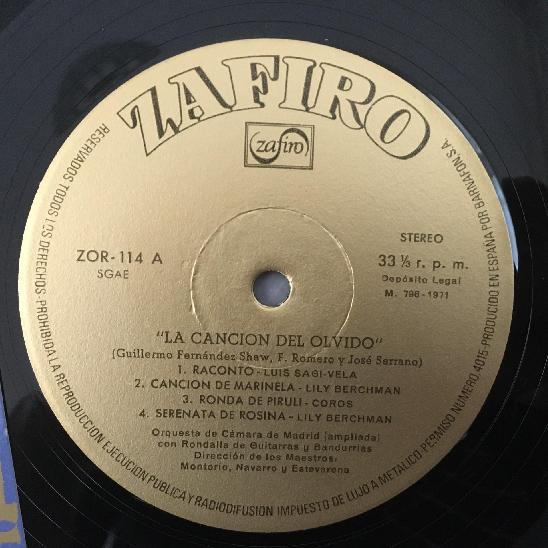 ZAFIRO
zafiro
ZOR-114 A
SGAE
STEREO
33 ⅓ r. p. m.
Depósito Legal
M. 796-1971
"LA CANCION DEL OLVIDO"
(Guillermo Fernández Shaw, F. Romero y José Serrano)
1. RACONTO - LUIS SAGI-VELA
2. CANCION DE MARINELA - LILY BERCHMAN
3. RONDA DE PIRULI - COROS
4. SERENATA DE ROSINA - LILY BERCHMAN
Orquesta de Cámara de Madrid (ampliada)
con Rondalla de Guitarras y Bandurrias
Dirección de los Maestros:
Montorio, Navarro y Estevarena
RESERVADOS TODOS LOS DERECHOS - PROHIBIDA LA REPRODUCCION, EJECUCION PUBLICA Y RADIODIFUSION IMPUESTO DE LUJO A METALICO - PERMISO NUMERO 4015 - PRODUCIDO EN ESPAÑA POR BARNAFON S.A.